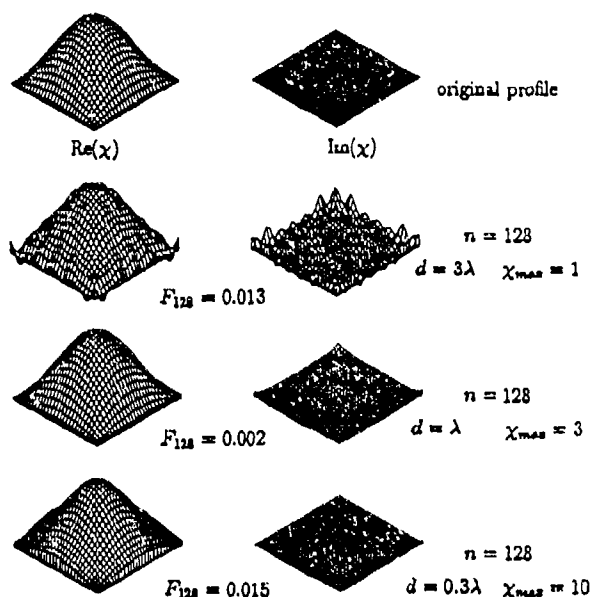 original profile
Re(χ) Im(χ)
n = 128
d = 3λ χmax = 1
F128 = 0.013
n = 128
d = λ χmax = 3
F128 = 0.002
n = 128
d = 0.3λ χmax = 10
F128 = 0.015